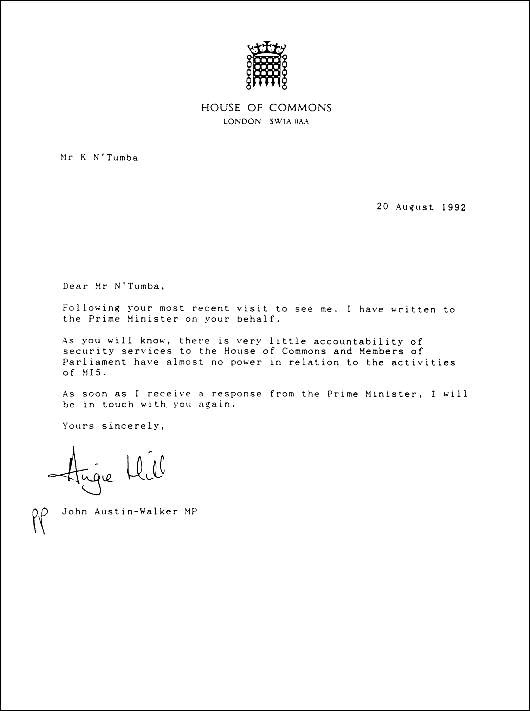 HOUSE OF COMMONS
LONDON SW1A 0AA
Mr K N'Tumba
20 August 1992
Dear Mr N'Tumba,
Following your most recent visit to see me. I have written to
the Prime Minister on your behalf.
As you will know, there is very little accountability of
security services to the House of Commons and Members of
Parliament have almost no power in relation to the activities
of MI5.
As soon as I receive a response from the Prime Minister, I will
be in touch with you again.
Yours sincerely,
Angie Hill
pp John Austin-Walker MP